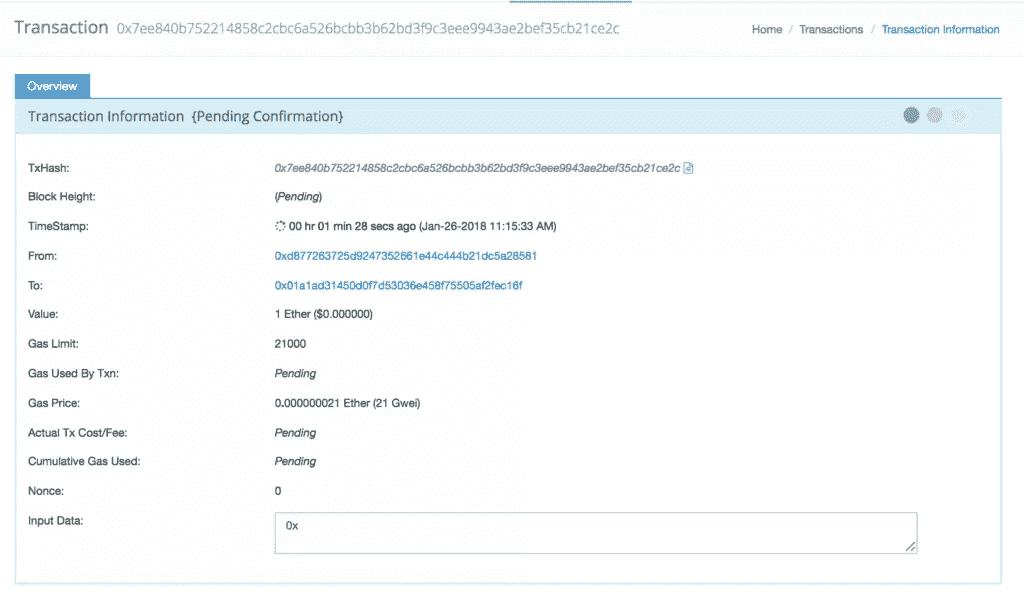 Transaction 0x7ee840b752214858c2cbc6a526bcbb3b62bd3f9c3eee9943ae2bef35cb21ce2c
Home / Transactions / Transaction Information
Overview
Transaction Information {Pending Confirmation}
TxHash: 0x7ee840b752214858c2cbc6a526bcbb3b62bd3f9c3eee9943ae2bef35cb21ce2c
Block Height: (Pending)
TimeStamp: 00 hr 01 min 28 secs ago (Jan-26-2018 11:15:33 AM)
From: 0xd877263725d9247352661e44c444b21dc5a28581
To: 0x01a1ad31450d0f7d53036e458f75505af2fec16f
Value: 1 Ether ($0.000000)
Gas Limit: 21000
Gas Used By Txn: Pending
Gas Price: 0.000000021 Ether (21 Gwei)
Actual Tx Cost/Fee: Pending
Cumulative Gas Used: Pending
Nonce: 0
Input Data: 0x